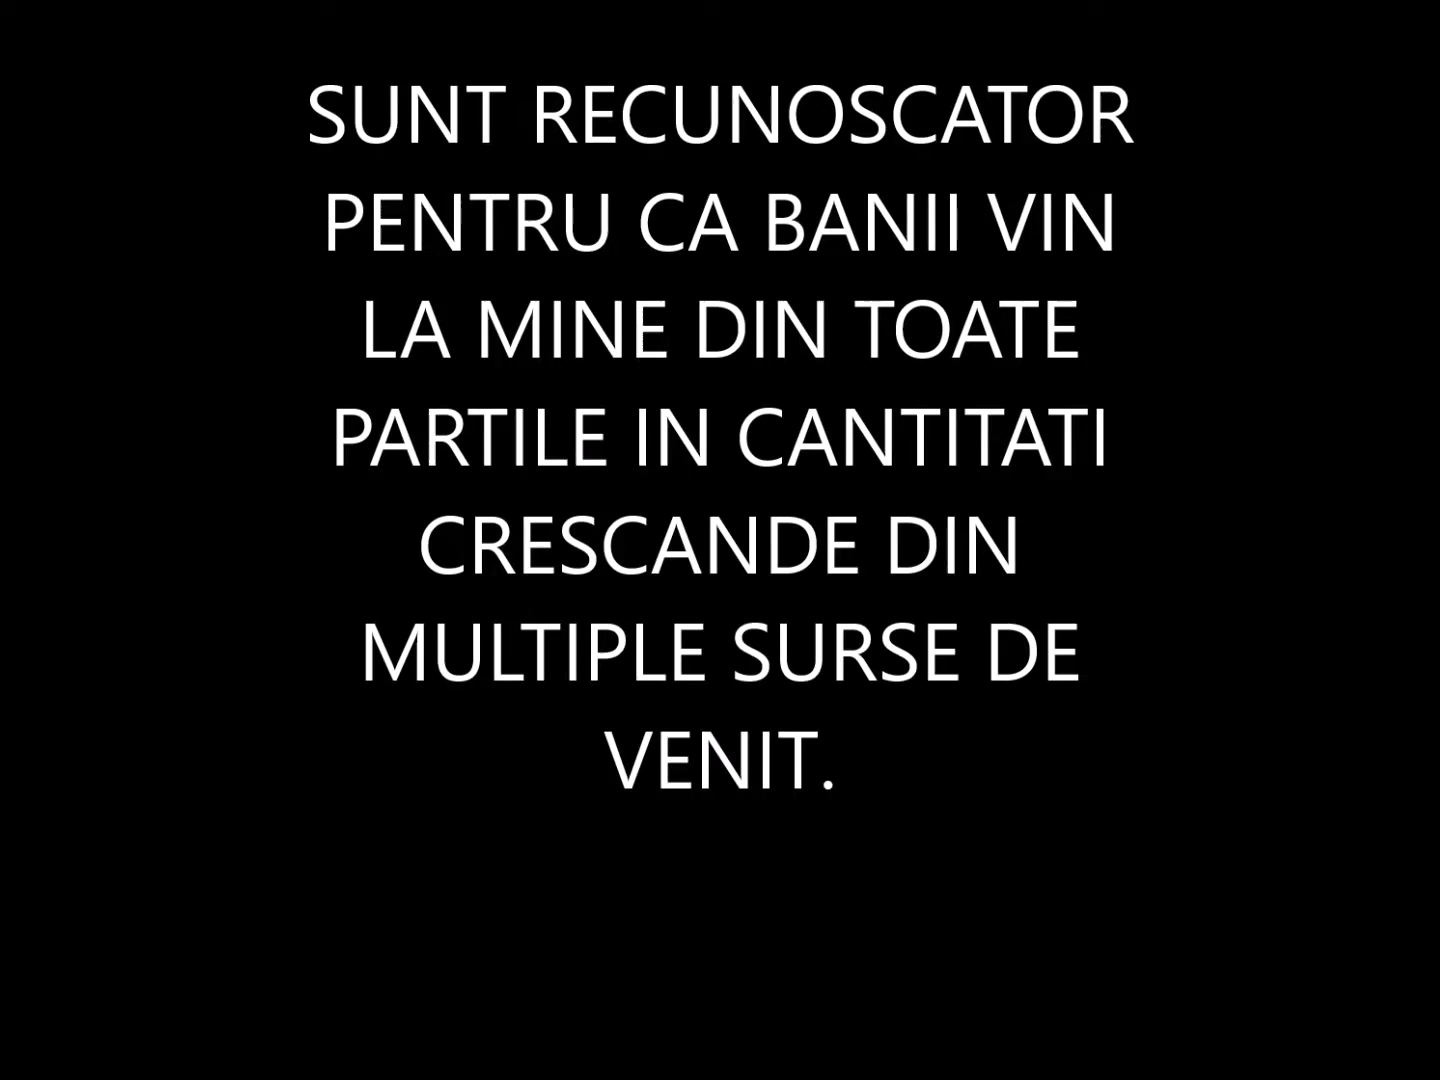 SUNT RECUNOSCATOR
PENTRU CA BANII VIN
LA MINE DIN TOATE
PARTILE IN CANTITATI
CRESCANDE DIN
MULTIPLE SURSE DE
VENIT.